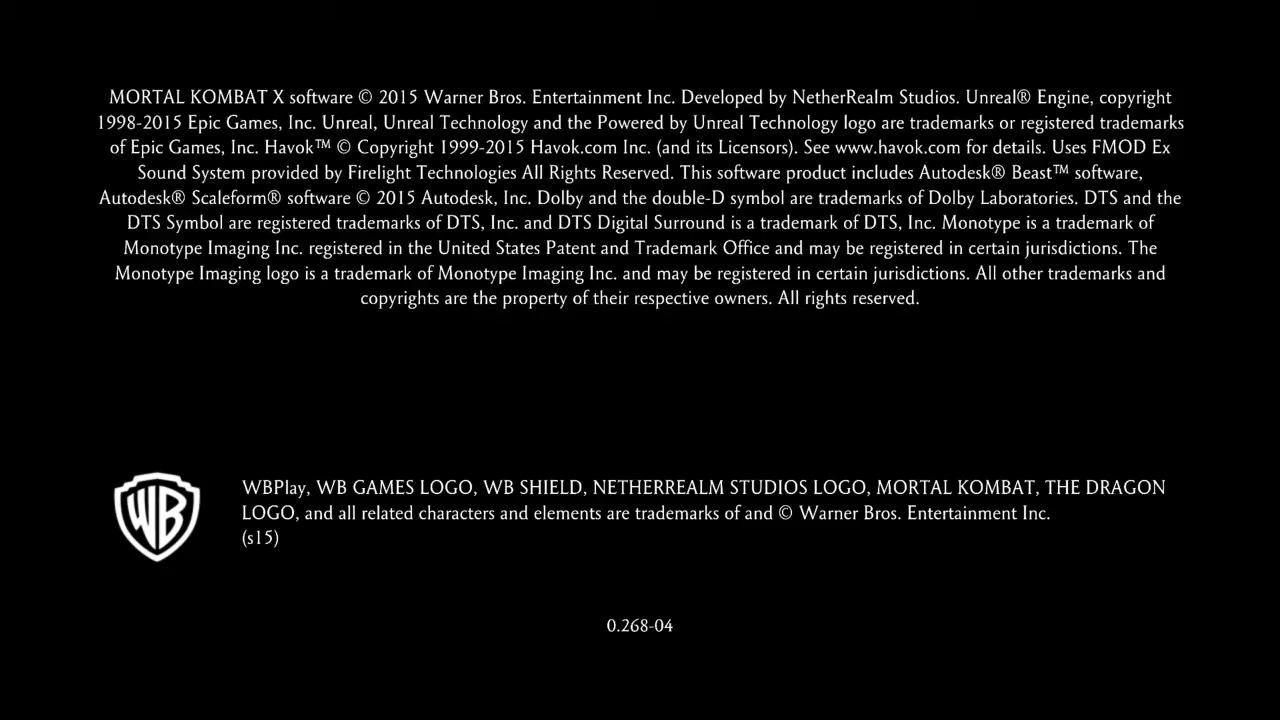 MORTAL KOMBAT X software © 2015 Warner Bros. Entertainment Inc. Developed by NetherRealm Studios. Unreal® Engine, copyright
1998-2015 Epic Games, Inc. Unreal, Unreal Technology and the Powered by Unreal Technology logo are trademarks or registered trademarks
of Epic Games, Inc. Havok™ © Copyright 1999-2015 Havok.com Inc. (and its Licensors). See www.havok.com for details. Uses FMOD Ex
Sound System provided by Firelight Technologies All Rights Reserved. This software product includes Autodesk® Beast™ software,
Autodesk® Scaleform® software © 2015 Autodesk, Inc. Dolby and the double-D symbol are trademarks of Dolby Laboratories. DTS and the
DTS Symbol are registered trademarks of DTS, Inc. and DTS Digital Surround is a trademark of DTS, Inc. Monotype is a trademark of
Monotype Imaging Inc. registered in the United States Patent and Trademark Office and may be registered in certain jurisdictions. The
Monotype Imaging logo is a trademark of Monotype Imaging Inc. and may be registered in certain jurisdictions. All other trademarks and
copyrights are the property of their respective owners. All rights reserved.
WB
WBPlay, WB GAMES LOGO, WB SHIELD, NETHERREALM STUDIOS LOGO, MORTAL KOMBAT, THE DRAGON
LOGO, and all related characters and elements are trademarks of and © Warner Bros. Entertainment Inc.
(s15)
0.268-04